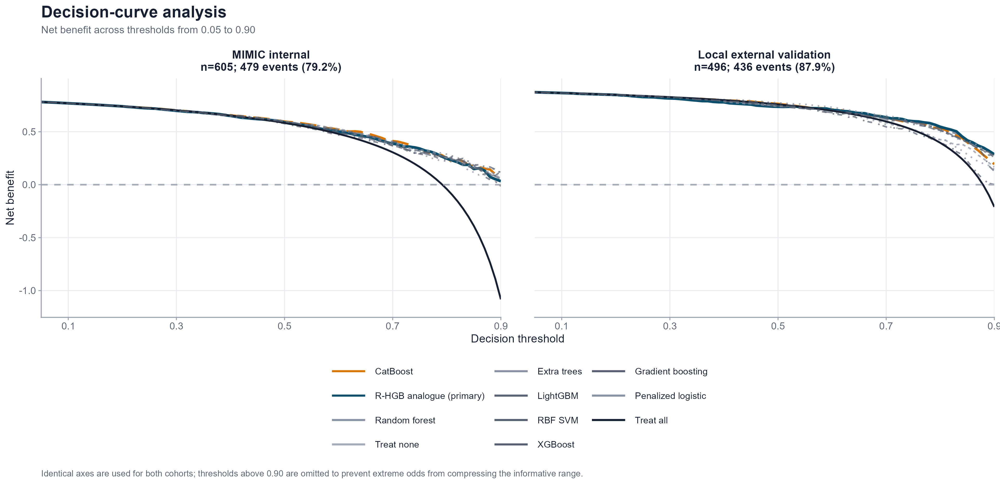 Decision-curve analysis
Net benefit across thresholds from 0.05 to 0.90
MIMIC internal
n=605; 479 events (79.2%)
Local external validation
n=496; 436 events (87.9%)
Net benefit
0.5
0.0
-0.5
-1.0
0.1 0.3 0.5 0.7 0.9
0.1 0.3 0.5 0.7 0.9
Decision threshold
CatBoost Extra trees Gradient boosting
R-HGB analogue (primary) LightGBM Penalized logistic
Random forest RBF SVM Treat all
Treat none XGBoost
Identical axes are used for both cohorts; thresholds above 0.90 are omitted to prevent extreme odds from compressing the informative range.